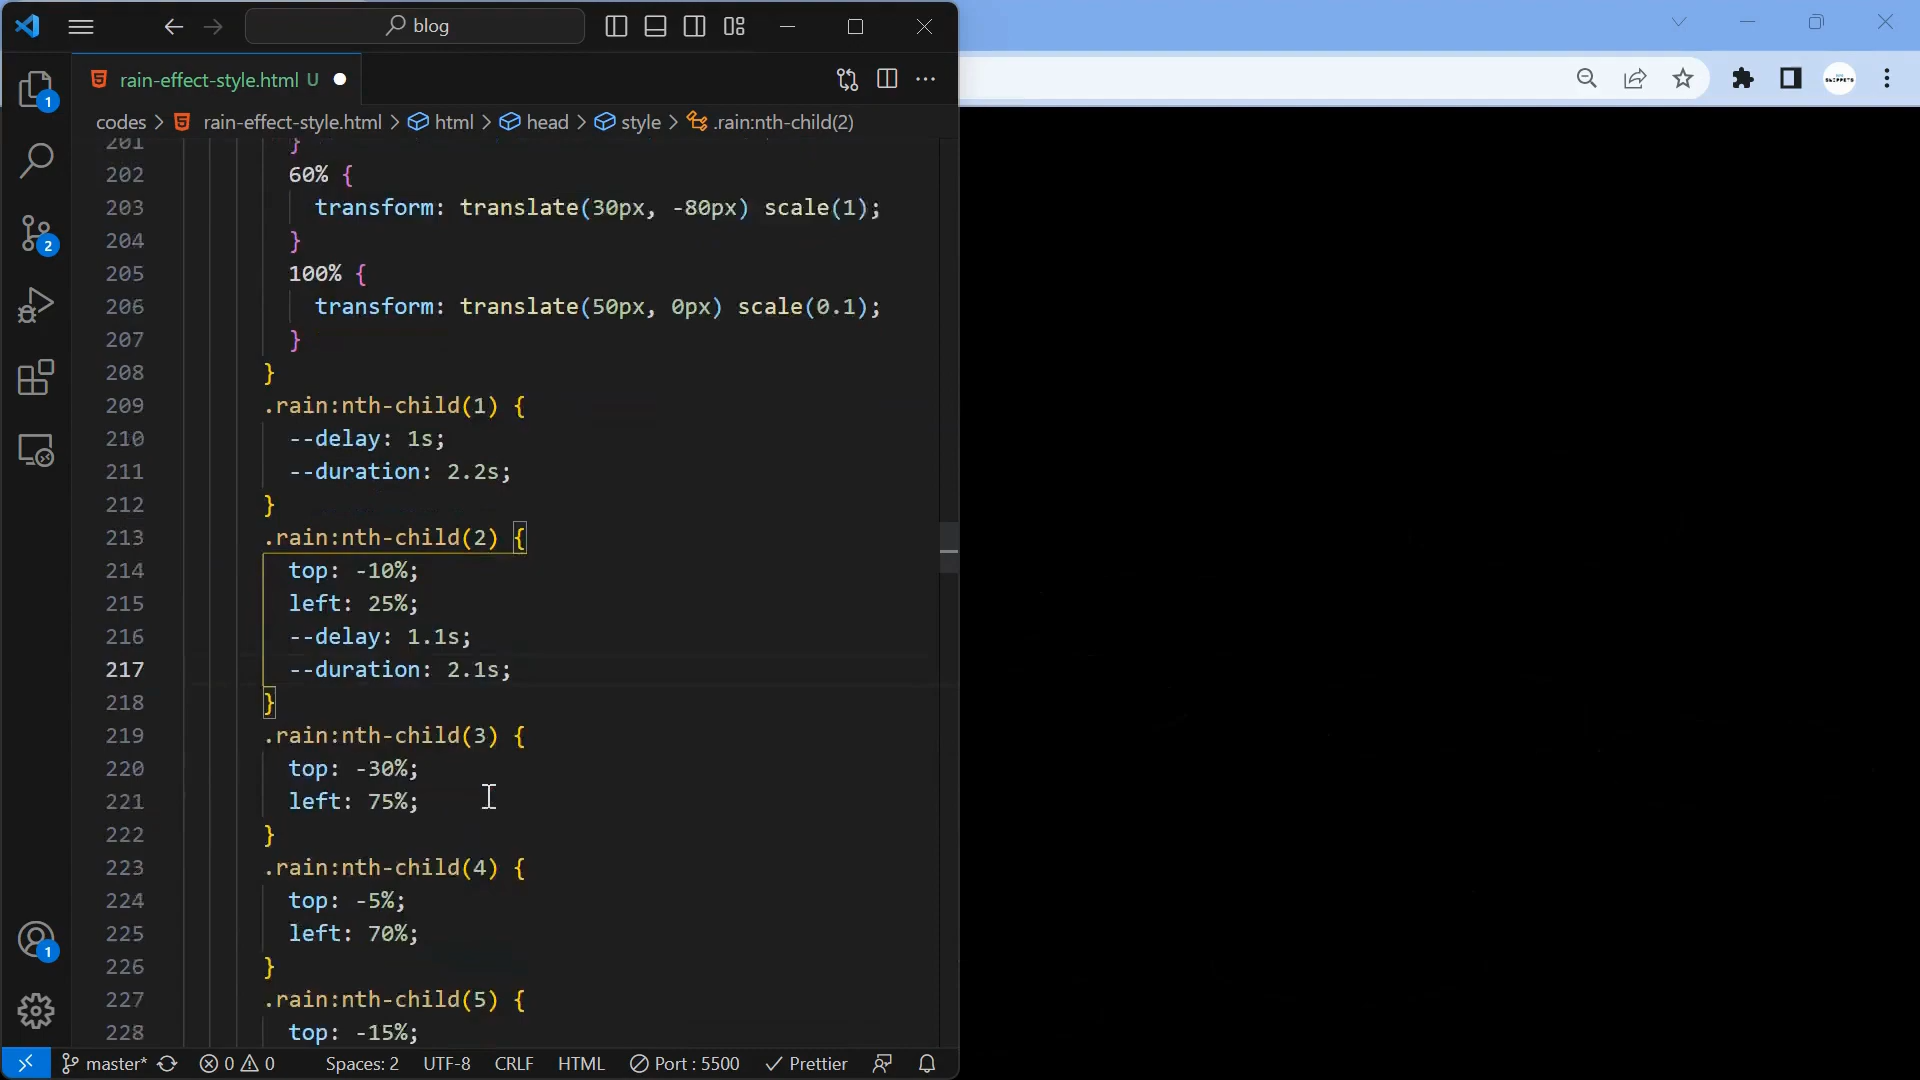 blog
rain-effect-style.html U
codes > rain-effect-style.html > html > head > style > .rain:nth-child(2)
201 }
202 60% {
203 transform: translate(30px, -80px) scale(1);
204 }
205 100% {
206 transform: translate(50px, 0px) scale(0.1);
207 }
208 }
209 .rain:nth-child(1) {
210 --delay: 1s;
211 --duration: 2.2s;
212 }
213 .rain:nth-child(2) {
214 top: -10%;
215 left: 25%;
216 --delay: 1.1s;
217 --duration: 2.1s;
218 }
219 .rain:nth-child(3) {
220 top: -30%;
221 left: 75%;
222 }
223 .rain:nth-child(4) {
224 top: -5%;
225 left: 70%;
226 }
227 .rain:nth-child(5) {
228 top: -15%;
1
2
1
master* 0 0 Spaces: 2 UTF-8 CRLF HTML Port : 5500 Prettier